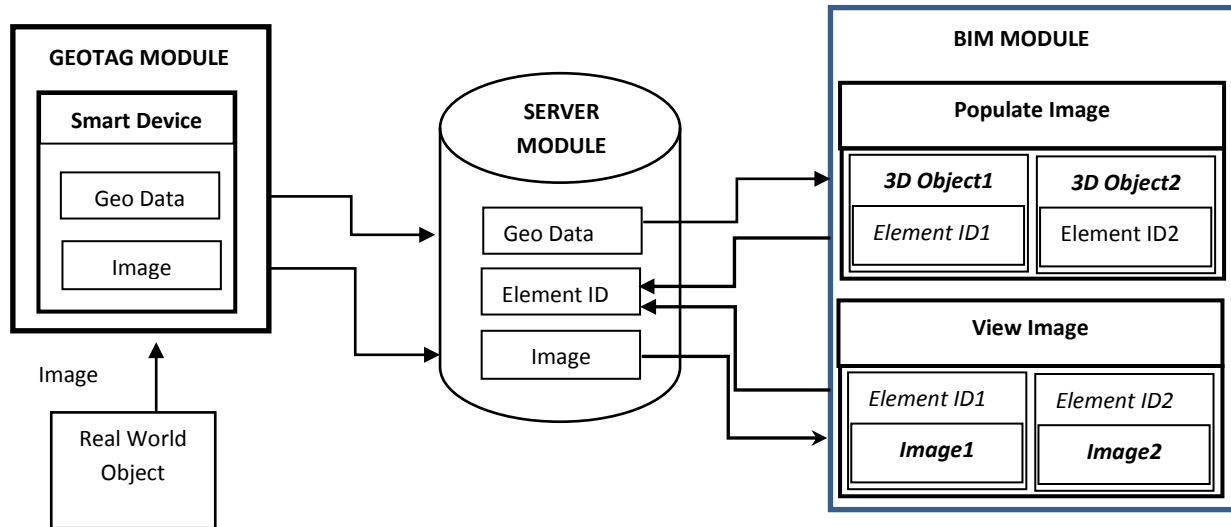 GEOTAG MODULE
Smart Device
Geo Data
Image
Image
Real World
Object
SERVER
MODULE
Geo Data
Element ID
Image
BIM MODULE
Populate Image
3D Object1
3D Object2
Element ID1
Element ID2
View Image
Element ID1
Element ID2
Image1
Image2